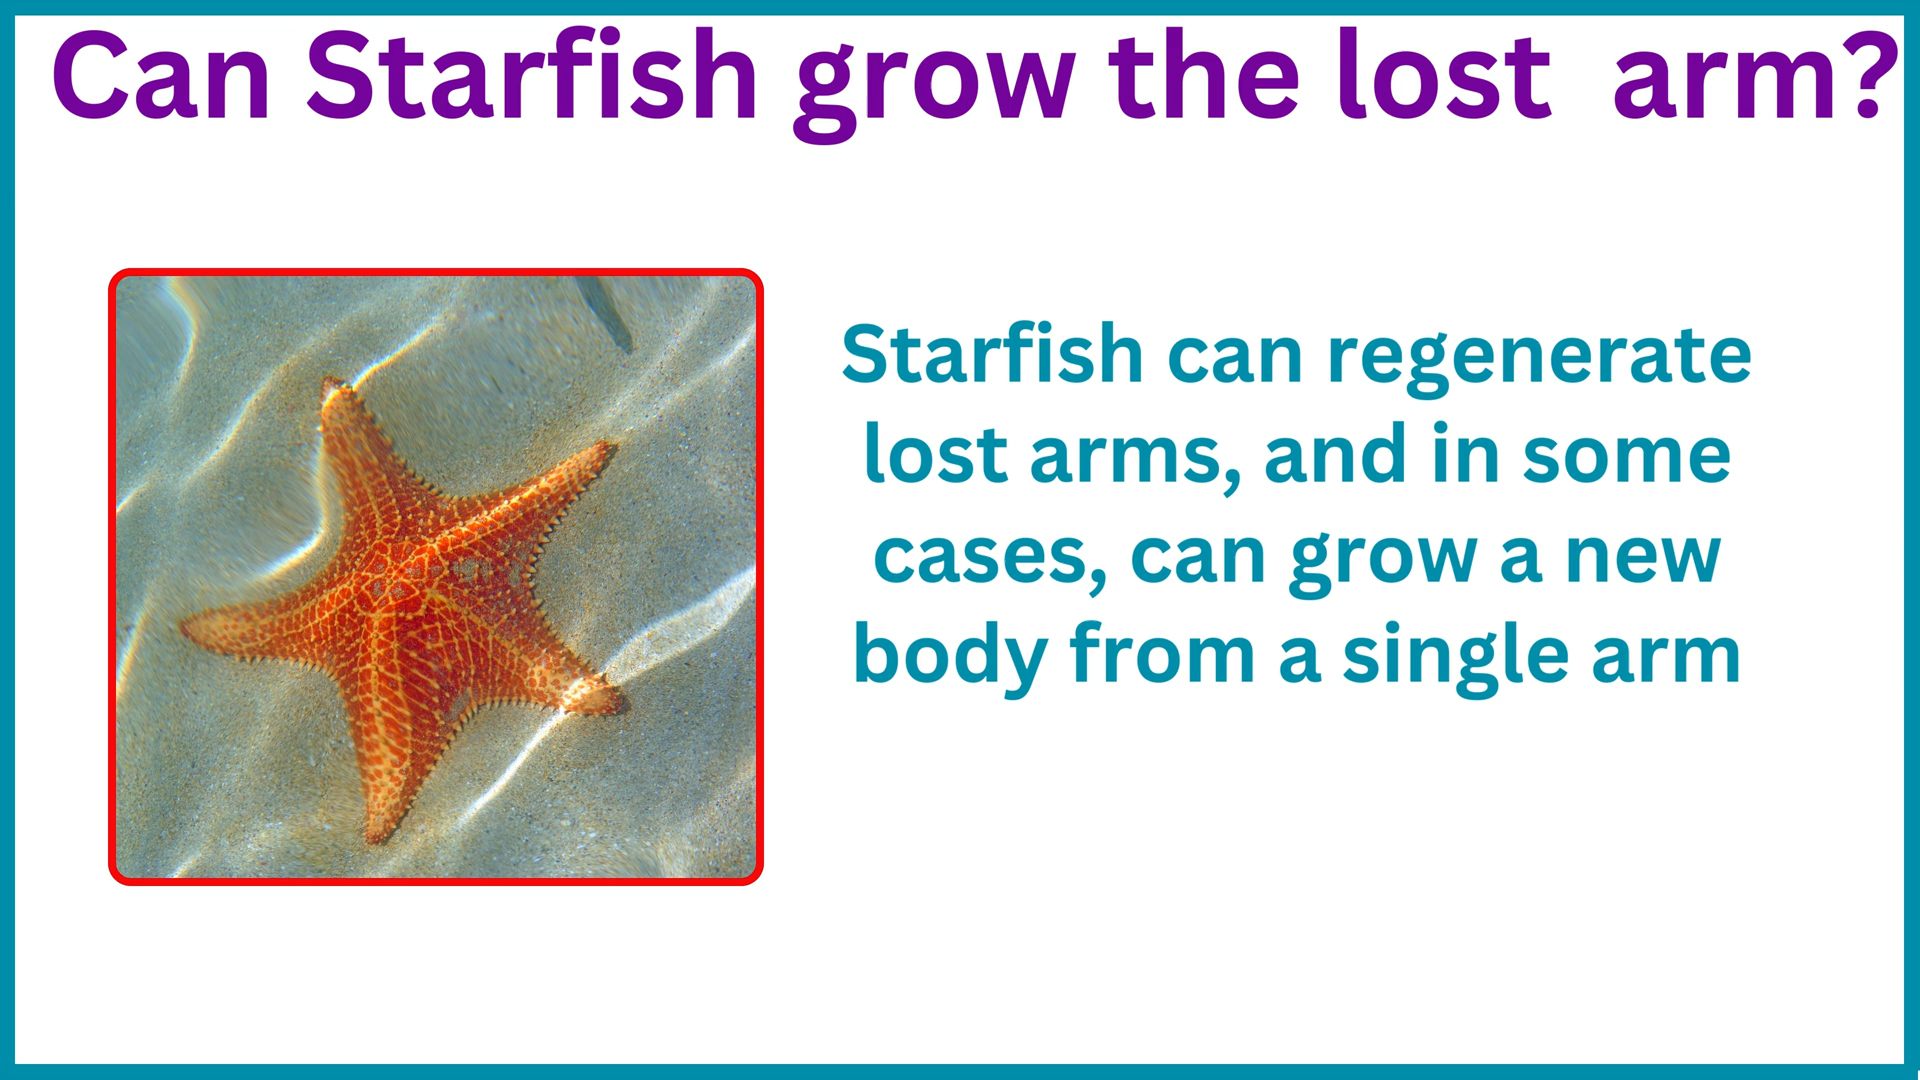 Can Starfish grow the lost  arm?
Starfish can regenerate
lost arms, and in some
cases, can grow a new
body from a single arm